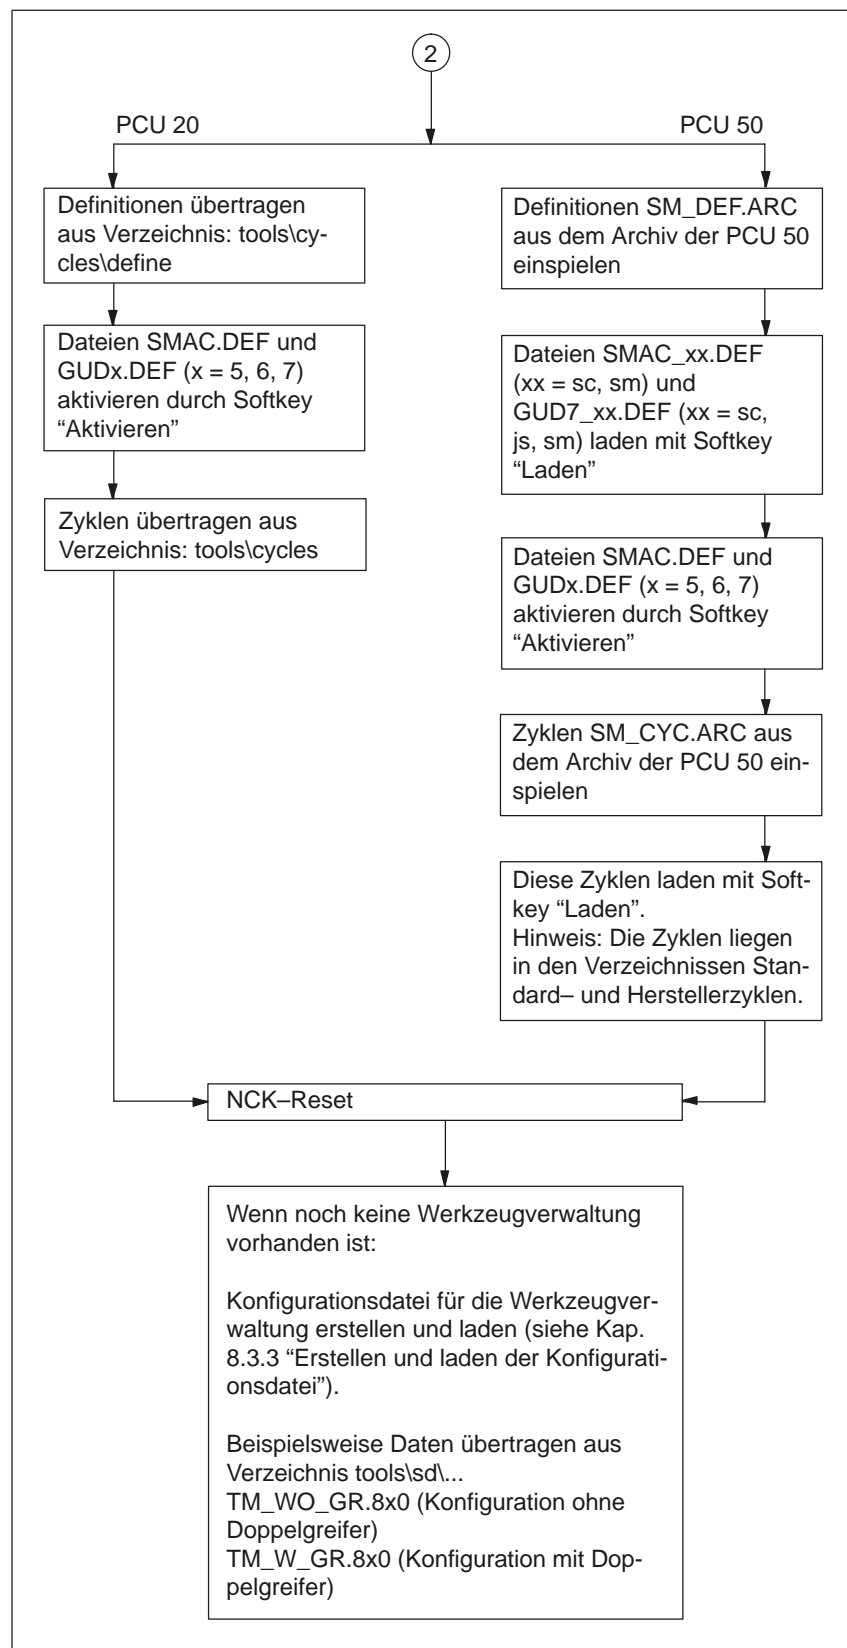 2
PCU 20
PCU 50
Definitionen übertragen
aus Verzeichnis: tools\cy-
cles\define
Dateien SMAC.DEF und
GUDx.DEF (x = 5, 6, 7)
aktivieren durch Softkey
“Aktivieren”
Zyklen übertragen aus
Verzeichnis: tools\cycles
Definitionen SM_DEF.ARC
aus dem Archiv der PCU 50
einspielen
Dateien SMAC_xx.DEF
(xx = sc, sm) und
GUD7_xx.DEF (xx = sc,
js, sm) laden mit Softkey
“Laden”
Dateien SMAC.DEF und
GUDx.DEF (x = 5, 6, 7)
aktivieren durch Softkey
“Aktivieren”
Zyklen SM_CYC.ARC aus
dem Archiv der PCU 50 ein-
spielen
Diese Zyklen laden mit Soft-
key “Laden”.
Hinweis: Die Zyklen liegen
in den Verzeichnissen Stan-
dard– und Herstellerzyklen.
NCK–Reset
Wenn noch keine Werkzeugverwaltung
vorhanden ist:
Konfigurationsdatei für die Werkzeugver-
waltung erstellen und laden (siehe Kap.
8.3.3 “Erstellen und laden der Konfigurati-
onsdatei”).
Beispielsweise Daten übertragen aus
Verzeichnis tools\sd\...
TM_WO_GR.8x0 (Konfiguration ohne
Doppelgreifer)
TM_W_GR.8x0 (Konfiguration mit Dop-
pelgreifer)